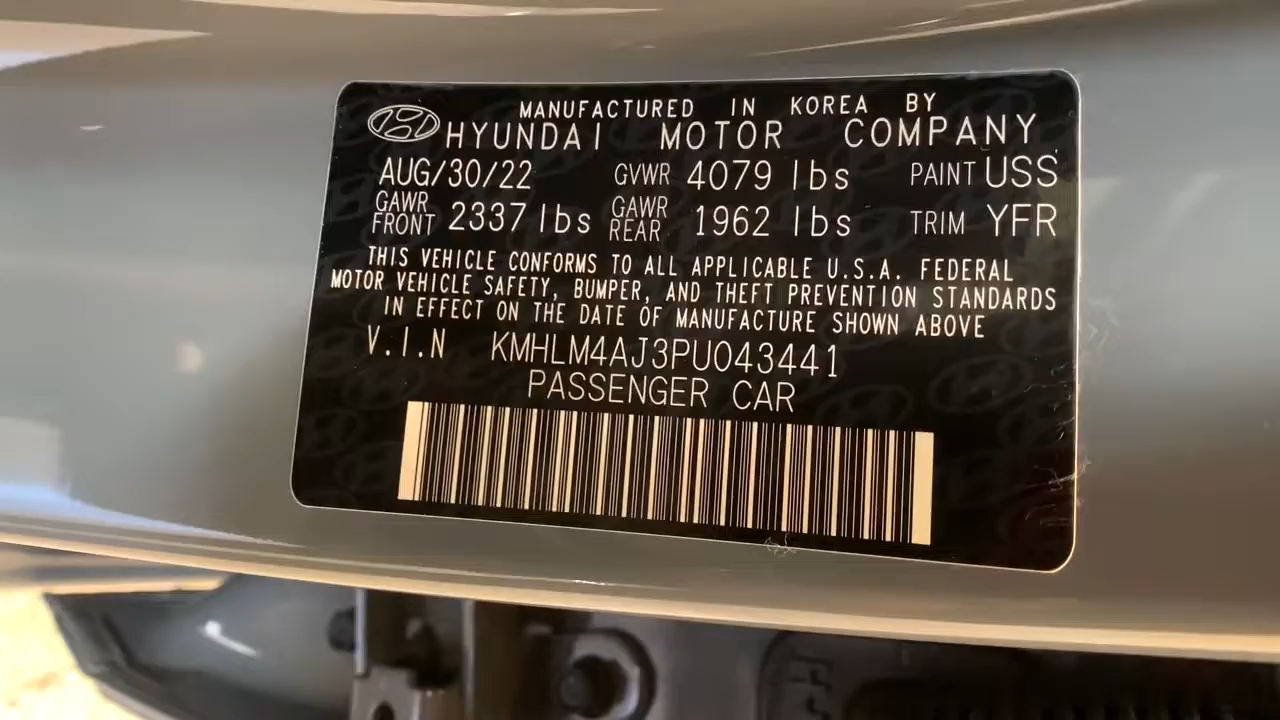 MANUFACTURED IN KOREA BY
HYUNDAI MOTOR COMPANY
AUG/30/22 GVWR 4079 lbs PAINT USS
GAWR FRONT 2337 lbs GAWR REAR 1962 lbs TRIM YFR
THIS VEHICLE CONFORMS TO ALL APPLICABLE U.S.A. FEDERAL
MOTOR VEHICLE SAFETY, BUMPER, AND THEFT PREVENTION STANDARDS
IN EFFECT ON THE DATE OF MANUFACTURE SHOWN ABOVE
V.I.N KMHLM4AJ3PU043441
PASSENGER CAR